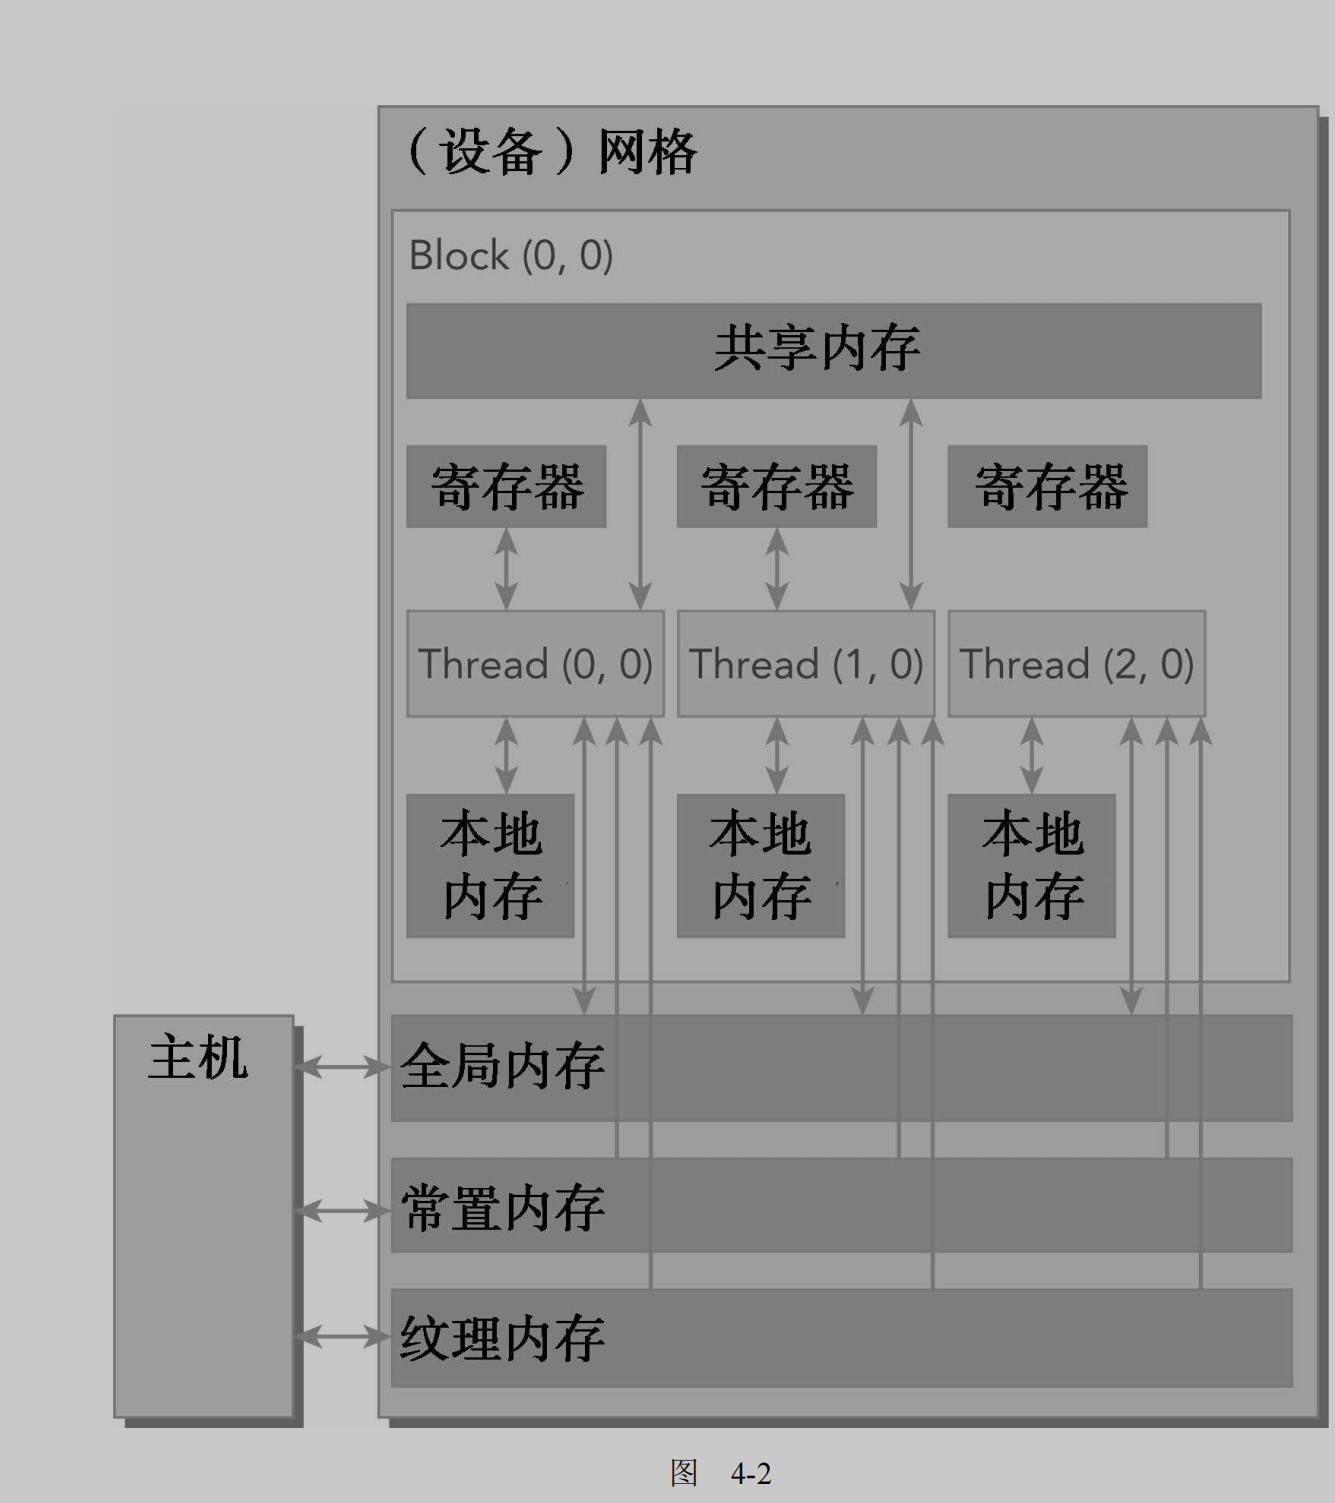 （设备）网格
Block (0, 0)
共享内存
寄存器
寄存器
寄存器
Thread (0, 0)
Thread (1, 0)
Thread (2, 0)
本地
内存
本地
内存
本地
内存
主机
全局内存
常置内存
纹理内存
图 4-2